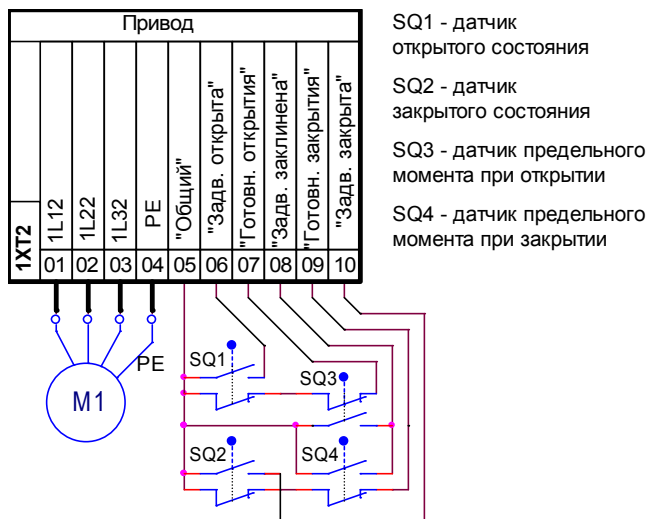 Привод
SQ1 - датчик
открытого состояния
SQ2 - датчик
закрытого состояния
SQ3 - датчик предельного
момента при открытии
SQ4 - датчик предельного
момента при закрытии
1XT2
1L12
1L22
1L32
PE
"Общий"
"Задв. открыта"
"Готовн. открытия"
"Задв. заклинена"
"Готовн. закрытия"
"Задв. закрыта"
01 02 03 04 05 06 07 08 09 10
PE
M1
SQ1
SQ3
SQ2
SQ4